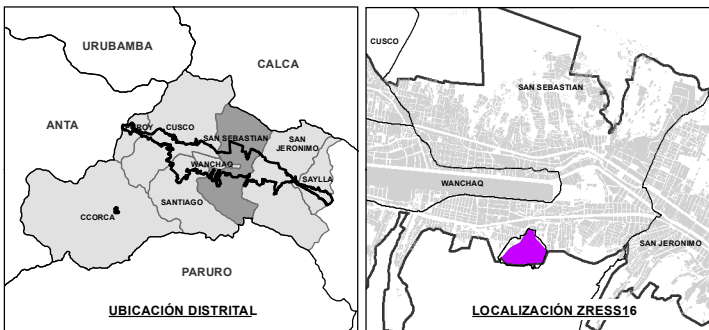 URUBAMBA
CALCA
ANTA
CUSCO
SAN SEBASTIAN
SAN
JERONIMO
WANCHAQ
SAYLLA
SANTIAGO
CCORCA
PARURO
UBICACIÓN DISTRITAL
CUSCO
SAN SEBASTIAN
WANCHAQ
SAN JERONIMO
LOCALIZACIÓN ZRESS16